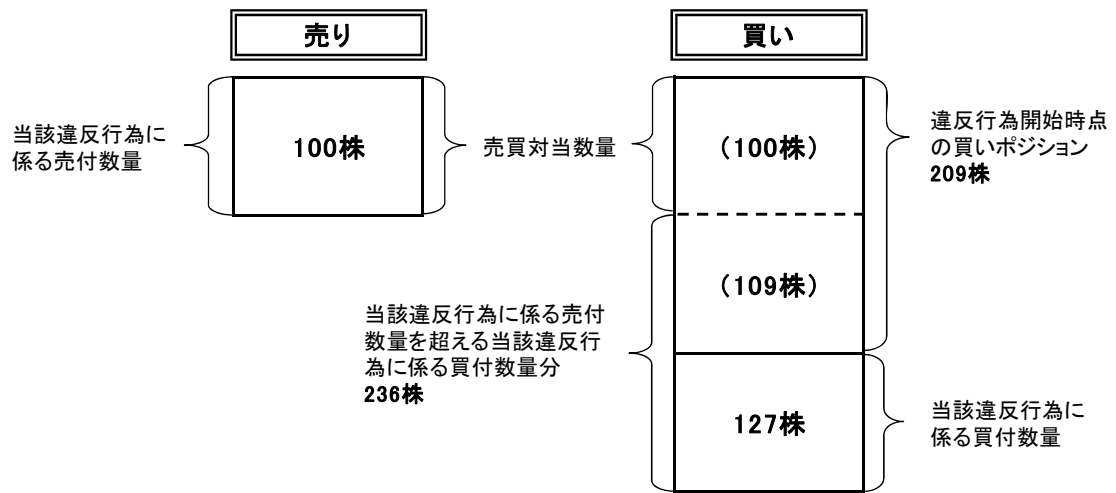 売り
買い
当該違反行為に
係る売付数量
100株
売買対当数量
(100株)
違反行為開始時点
の買いポジション
209株
(109株)
当該違反行為に係る売付
数量を超える当該違反行
為に係る買付数量分
236株
127株
当該違反行為に
係る買付数量